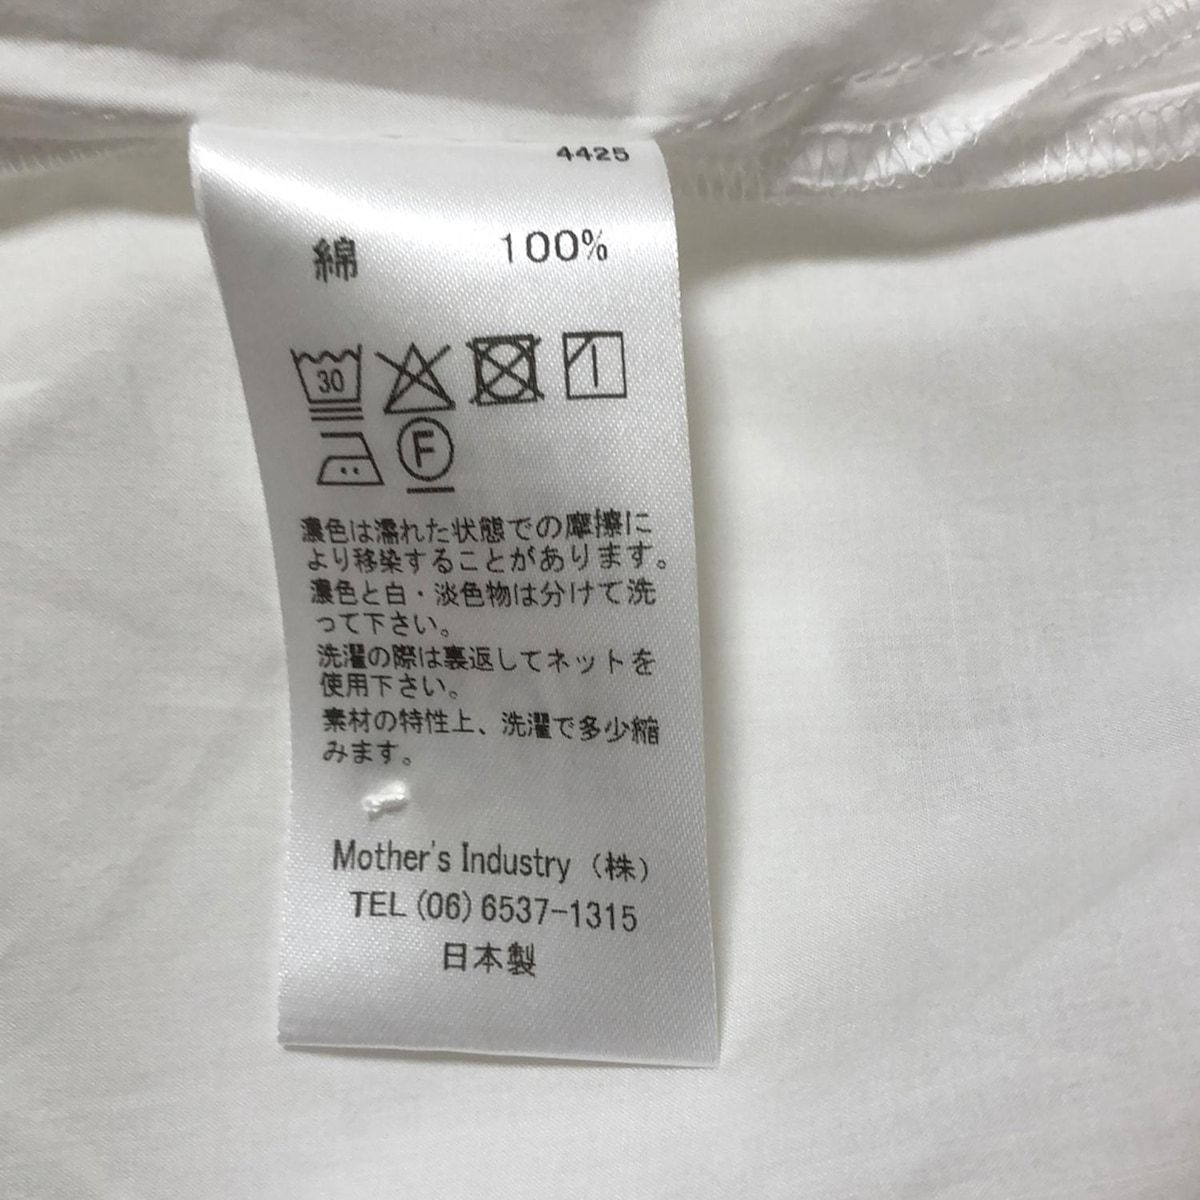 4425
綿 100%
30
F
濃色は濡れた状態での摩擦に
より移染することがあります。
濃色と白・淡色物は分けて洗
って下さい。
洗濯の際は裏返してネットを
使用下さい。
素材の特性上、洗濯で多少縮
みます。
Mother's Industry (株)
TEL(06)6537-1315
日本製